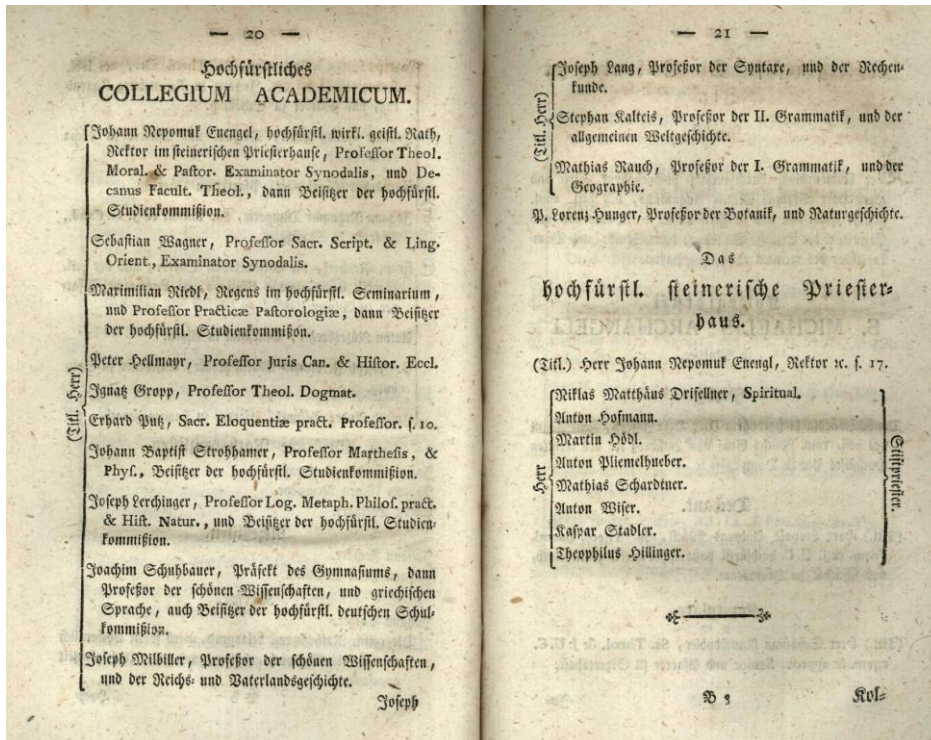 — 20 —
Hochfürstliches
COLLEGIUM ACADEMICUM.
(Titl. Herr)
Johann Nepomuk Enengel, hochfürstl. wirkl. geistl. Rath,
Rektor im steinerischen Priesterhause, Professor Theol.
Moral. & Pastor. Examinator Synodalis, und De-
canus Facult. Theol., dann Beisitzer der hochfürstl.
Studienkommißion.
Sebastian Wagner, Professor Sacr. Script. & Ling.
Orient., Examinator Synodalis.
Maximilian Riedl, Regens im hochfürstl. Seminarium,
und Professor Practicæ Pastorologiæ, dann Beisitzer
der hochfürstl. Studienkommißon.
Peter Hellmayr, Professor Juris Can. & Histor. Eccl.
Ignatz Gropp, Professor Theol. Dogmat.
Erhard Putz, Sacr. Eloquentiæ pract. Professor. s. 10.
Johann Baptist Strohhamer, Professor Marthesis, &
Phys., Beisitzer der hochfürstl. Studienkommißion.
Joseph Lerchinger, Professor Log. Metaph. Philos. pract.
& Hist. Natur., und Beisitzer der hochfürstl. Studien-
kommißion.
Joachim Schuhbauer, Präfekt des Gymnasiums, dann
Profeßor der schönen Wissenschaften, und griechischen
Sprache, auch Beisitzer der hochfürstl. deutschen Schul-
kommißion.
Joseph Milbiller, Profeßor der schönen Wissenschaften,
und der Reichs- und Vaterlandsgeschichte.
Joseph
— 21 —
(Titl. Herr)
Joseph Lang, Profeßor der Syntaxe, und der Rechen-
kunde.
Stephan Kalteis, Profeßor der II. Grammatik, und der
allgemeinen Weltgeschichte.
Mathias Rauch, Profeßor der I. Grammatik, und der
Geographie.
P. Lorenz Hunger, Profeßor der Botanik, und Naturgeschichte.
Das
hochfürstl. steinerische Priester-
haus.
(Titl.) Herr Johann Nepomuk Enengl, Rektor ꝛc. s. 17.
Herr
Niklas Matthäus Drisellner, Spiritual.
Anton Hofmann.
Martin Hödl.
Anton Pliemelhueber.
Mathias Schardtner.
Anton Wiser.
Kaspar Stadler.
Theophilus Hillinger.
Stiftpriester.
B 3
Kol-